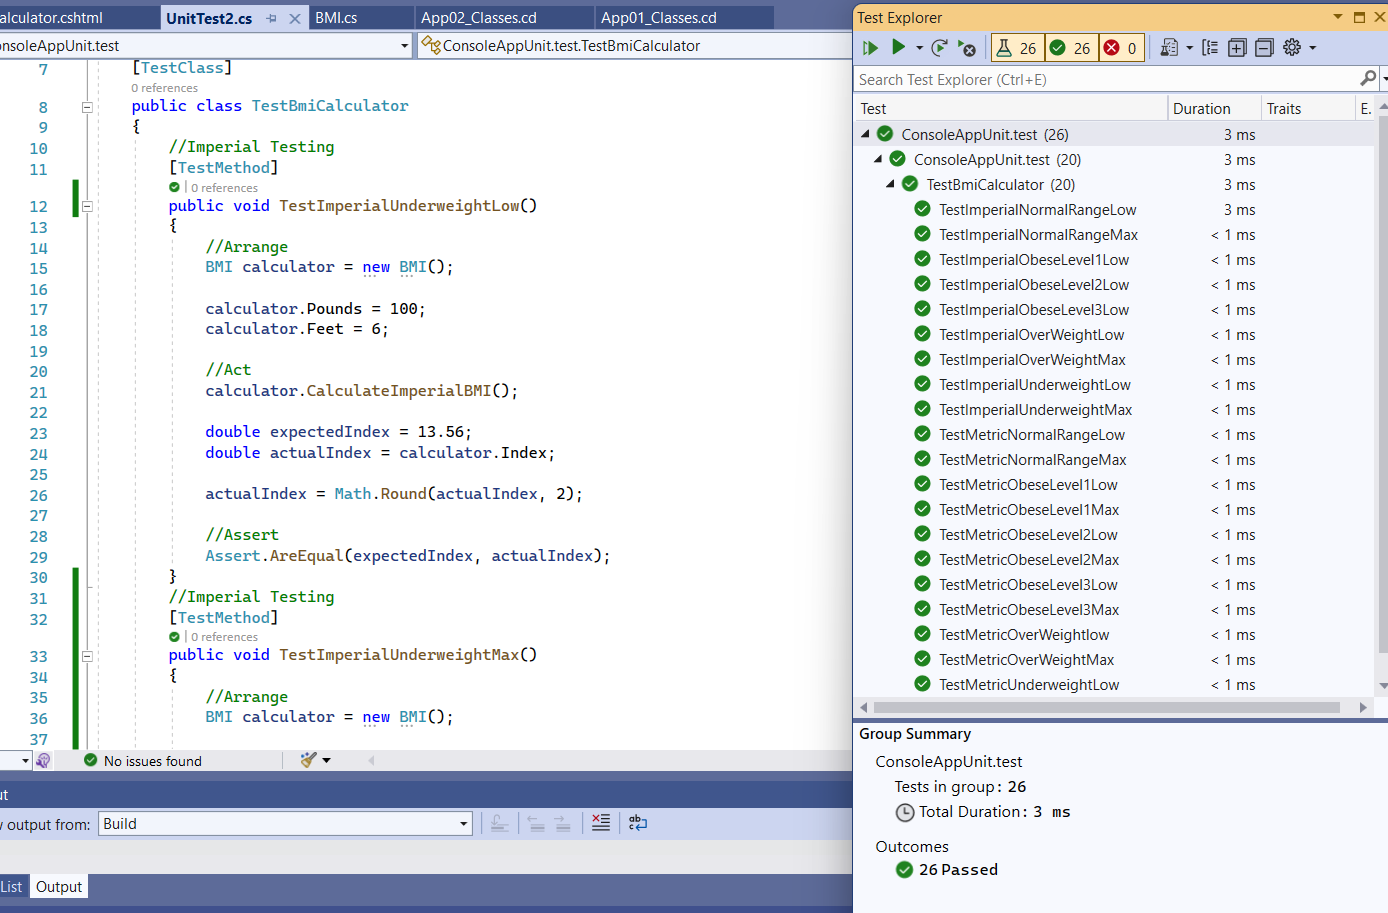 alculator.cshtml
UnitTest2.cs
BMI.cs
App02_Classes.cd
App01_Classes.cd
onsoleAppUnit.test
ConsoleAppUnit.test.TestBmiCalculator
7 [TestClass]
0 references
8 public class TestBmiCalculator
9 {
10 //Imperial Testing
11 [TestMethod]
| 0 references
12 public void TestImperialUnderweightLow()
13 {
14 //Arrange
15 BMI calculator = new BMI();
16
17 calculator.Pounds = 100;
18 calculator.Feet = 6;
19
20 //Act
21 calculator.CalculateImperialBMI();
22
23 double expectedIndex = 13.56;
24 double actualIndex = calculator.Index;
25
26 actualIndex = Math.Round(actualIndex, 2);
27
28 //Assert
29 Assert.AreEqual(expectedIndex, actualIndex);
30 }
31 //Imperial Testing
32 [TestMethod]
| 0 references
33 public void TestImperialUnderweightMax()
34 {
35 //Arrange
36 BMI calculator = new BMI();
37
No issues found
ut
w output from: Build
List
Output
Test Explorer
26 26 0
Search Test Explorer (Ctrl+E)
Test Duration Traits E.
ConsoleAppUnit.test (26) 3 ms
ConsoleAppUnit.test (20) 3 ms
TestBmiCalculator (20) 3 ms
TestImperialNormalRangeLow 3 ms
TestImperialNormalRangeMax < 1 ms
TestImperialObeseLevel1Low < 1 ms
TestImperialObeseLevel2Low < 1 ms
TestImperialObeseLevel3Low < 1 ms
TestImperialOverWeightLow < 1 ms
TestImperialOverWeightMax < 1 ms
TestImperialUnderweightLow < 1 ms
TestImperialUnderweightMax < 1 ms
TestMetricNormalRangeLow < 1 ms
TestMetricNormalRangeMax < 1 ms
TestMetricObeseLevel1Low < 1 ms
TestMetricObeseLevel1Max < 1 ms
TestMetricObeseLevel2Low < 1 ms
TestMetricObeseLevel2Max < 1 ms
TestMetricObeseLevel3Low < 1 ms
TestMetricObeseLevel3Max < 1 ms
TestMetricOverWeightlow < 1 ms
TestMetricOverWeightMax < 1 ms
TestMetricUnderweightLow < 1 ms
Group Summary
ConsoleAppUnit.test
Tests in group: 26
Total Duration: 3 ms
Outcomes
26 Passed